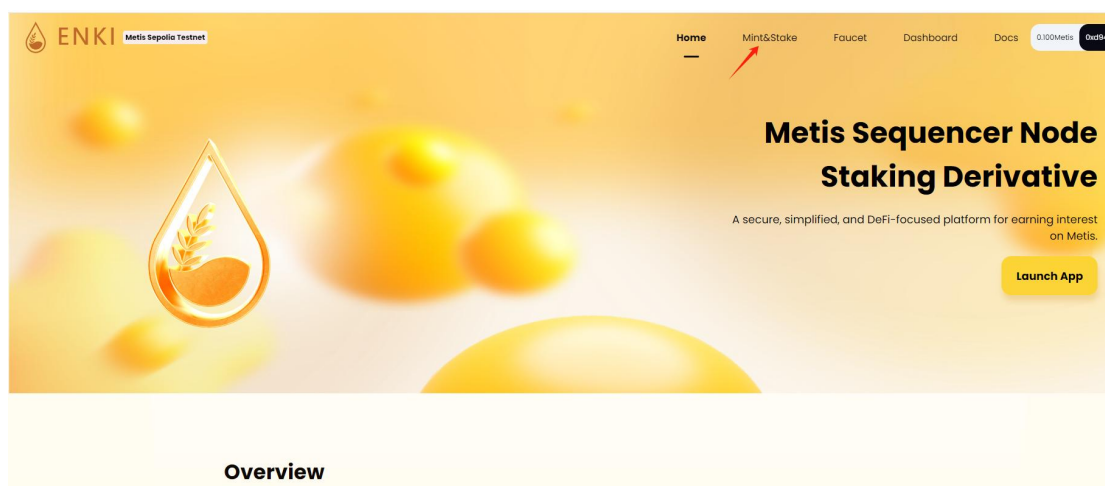 ENKI Metis Sepolia Testnet
Home Mint&Stake Faucet Dashboard Docs 0.100Metis 0xd94
Metis Sequencer Node
Staking Derivative
A secure, simplified, and DeFi-focused platform for earning interest
on Metis.
Launch App
Overview